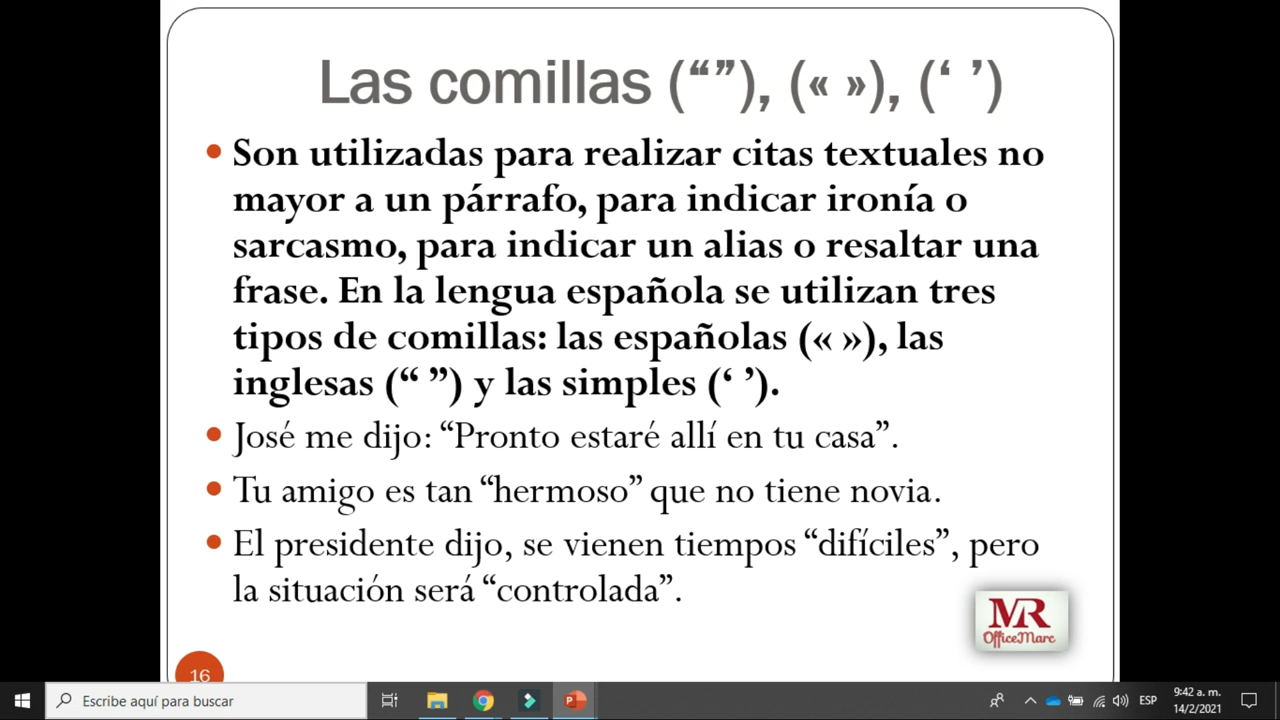 Las comillas (“”), (« »), (‘ ’)
Son utilizadas para realizar citas textuales no
mayor a un párrafo, para indicar ironía o
sarcasmo, para indicar un alias o resaltar una
frase. En la lengua española se utilizan tres
tipos de comillas: las españolas (« »), las
inglesas (“ ”) y las simples (‘ ’).
José me dijo: “Pronto estaré allí en tu casa”.
Tu amigo es tan “hermoso” que no tiene novia.
El presidente dijo, se vienen tiempos “difíciles”, pero
la situación será “controlada”.
MR
OfficeMarc
16
Escribe aquí para buscar
ESP
9:42 a. m.
14/2/2021